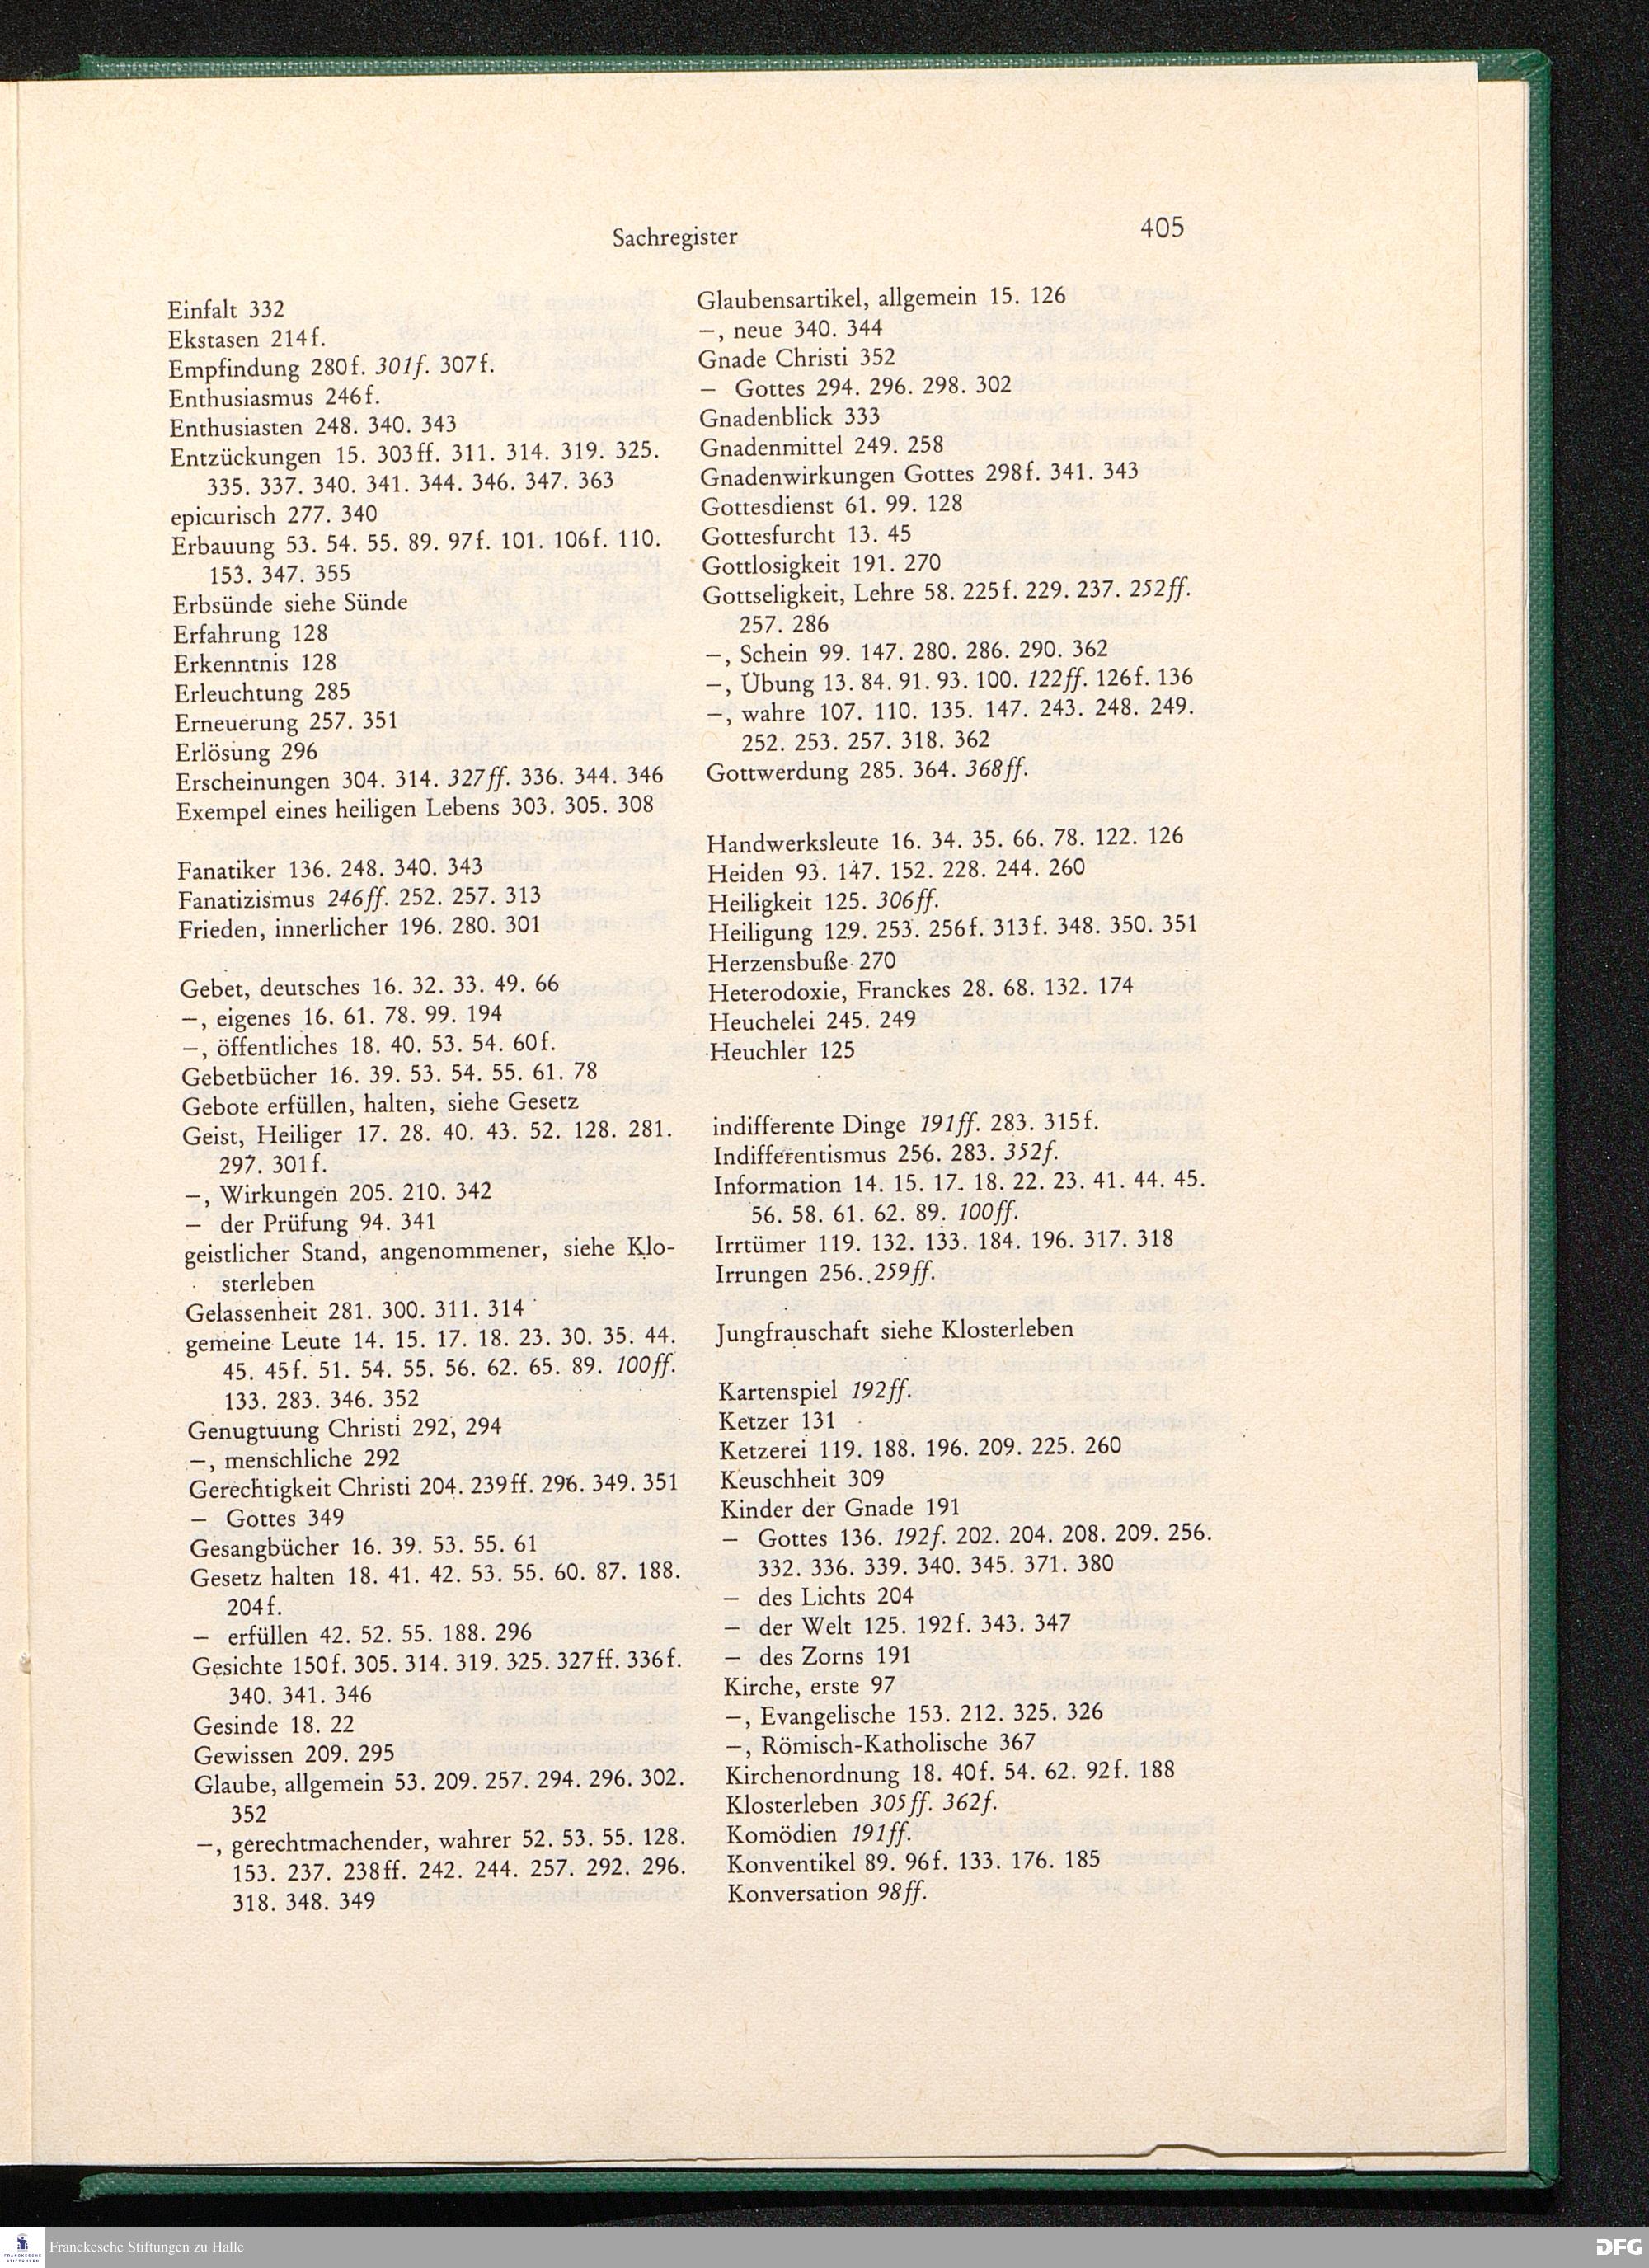 Sachregister
405
Einfalt 332
Ekstasen 214f.
Empfindung 280f. 301f. 307f.
Enthusiasmus 246f.
Enthusiasten 248. 340. 343
Entzückungen 15. 303ff. 311. 314. 319. 325.
335. 337. 340. 341. 344. 346. 347. 363
epicurisch 277. 340
Erbauung 53. 54. 55. 89. 97f. 101. 106f. 110.
153. 347. 355
Erbsünde siehe Sünde
Erfahrung 128
Erkenntnis 128
Erleuchtung 285
Erneuerung 257. 351
Erlösung 296
Erscheinungen 304. 314. 327ff. 336. 344. 346
Exempel eines heiligen Lebens 303. 305. 308
Fanatiker 136. 248. 340. 343
Fanatizismus 246ff. 252. 257. 313
Frieden, innerlicher 196. 280. 301
Gebet, deutsches 16. 32. 33. 49. 66
–, eigenes 16. 61. 78. 99. 194
–, öffentliches 18. 40. 53. 54. 60f.
Gebetbücher 16. 39. 53. 54. 55. 61. 78
Gebote erfüllen, halten, siehe Gesetz
Geist, Heiliger 17. 28. 40. 43. 52. 128. 281.
297. 301f.
–, Wirkungen 205. 210. 342
– der Prüfung 94. 341
geistlicher Stand, angenommener, siehe Klo-
sterleben
Gelassenheit 281. 300. 311. 314
gemeine Leute 14. 15. 17. 18. 23. 30. 35. 44.
45. 45f. 51. 54. 55. 56. 62. 65. 89. 100ff.
133. 283. 346. 352
Genugtuung Christi 292, 294
–, menschliche 292
Gerechtigkeit Christi 204. 239ff. 296. 349. 351
– Gottes 349
Gesangbücher 16. 39. 53. 55. 61
Gesetz halten 18. 41. 42. 53. 55. 60. 87. 188.
204f.
– erfüllen 42. 52. 55. 188. 296
Gesichte 150f. 305. 314. 319. 325. 327ff. 336f.
340. 341. 346
Gesinde 18. 22
Gewissen 209. 295
Glaube, allgemein 53. 209. 257. 294. 296. 302.
352
–, gerechtmachender, wahrer 52. 53. 55. 128.
153. 237. 238ff. 242. 244. 257. 292. 296.
318. 348. 349
Glaubensartikel, allgemein 15. 126
–, neue 340. 344
Gnade Christi 352
– Gottes 294. 296. 298. 302
Gnadenblick 333
Gnadenmittel 249. 258
Gnadenwirkungen Gottes 298f. 341. 343
Gottesdienst 61. 99. 128
Gottesfurcht 13. 45
Gottlosigkeit 191. 270
Gottseligkeit, Lehre 58. 225f. 229. 237. 252ff.
257. 286
–, Schein 99. 147. 280. 286. 290. 362
–, Übung 13. 84. 91. 93. 100. 122ff. 126f. 136
–, wahre 107. 110. 135. 147. 243. 248. 249.
252. 253. 257. 318. 362
Gottwerdung 285. 364. 368ff.
Handwerksleute 16. 34. 35. 66. 78. 122. 126
Heiden 93. 147. 152. 228. 244. 260
Heiligkeit 125. 306ff.
Heiligung 129. 253. 256f. 313f. 348. 350. 351
Herzensbuße 270
Heterodoxie, Franckes 28. 68. 132. 174
Heuchelei 245. 249
Heuchler 125
indifferente Dinge 191ff. 283. 315f.
Indifferentismus 256. 283. 352f.
Information 14. 15. 17. 18. 22. 23. 41. 44. 45.
56. 58. 61. 62. 89. 100ff.
Irrtümer 119. 132. 133. 184. 196. 317. 318
Irrungen 256. 259ff.
Jungfrauschaft siehe Klosterleben
Kartenspiel 192ff.
Ketzer 131
Ketzerei 119. 188. 196. 209. 225. 260
Keuschheit 309
Kinder der Gnade 191
– Gottes 136. 192f. 202. 204. 208. 209. 256.
332. 336. 339. 340. 345. 371. 380
– des Lichts 204
– der Welt 125. 192f. 343. 347
– des Zorns 191
Kirche, erste 97
–, Evangelische 153. 212. 325. 326
–, Römisch-Katholische 367
Kirchenordnung 18. 40f. 54. 62. 92f. 188
Klosterleben 305ff. 362f.
Komödien 191ff.
Konventikel 89. 96f. 133. 176. 185
Konversation 98ff.
FRANCKESCHE
STIFTUNGEN
Franckesche Stiftungen zu Halle
DFG